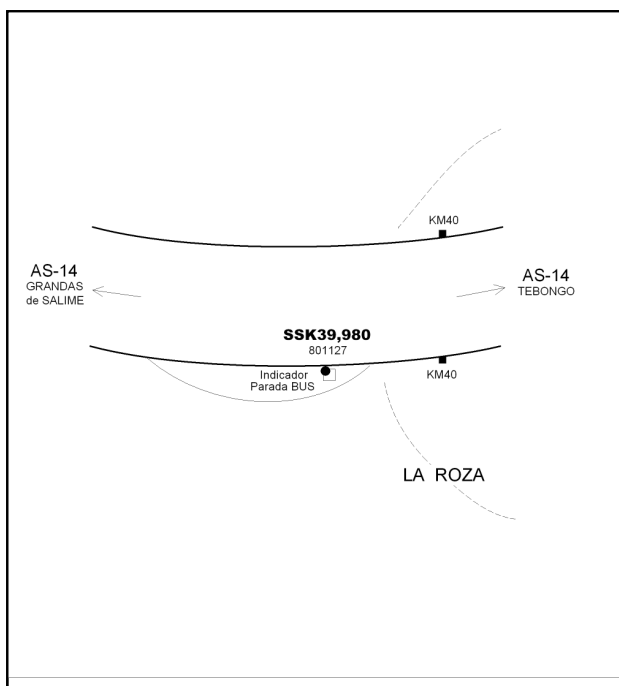 KM40
AS-14
GRANDAS
de SALIME
AS-14
TEBONGO
SSK39,980
801127
Indicador
Parada BUS
KM40
LA ROZA